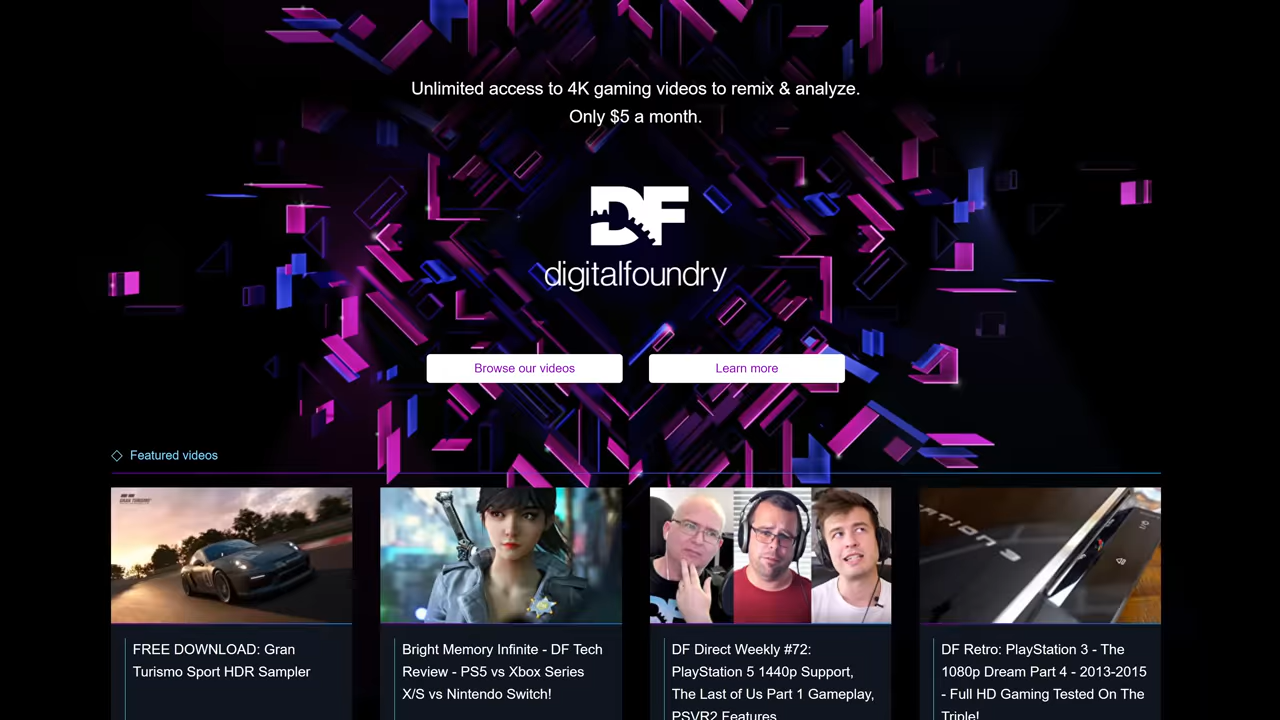 Unlimited access to 4K gaming videos to remix & analyze.
Only $5 a month.
DF
digitalfoundry
Browse our videos
Learn more
Featured videos
FREE DOWNLOAD: Gran
Turismo Sport HDR Sampler
Bright Memory Infinite - DF Tech
Review - PS5 vs Xbox Series
X/S vs Nintendo Switch!
DF Direct Weekly #72:
PlayStation 5 1440p Support,
The Last of Us Part 1 Gameplay,
PSVR2 Features
DF Retro: PlayStation 3 - The
1080p Dream Part 4 - 2013-2015
- Full HD Gaming Tested On The
Triple!